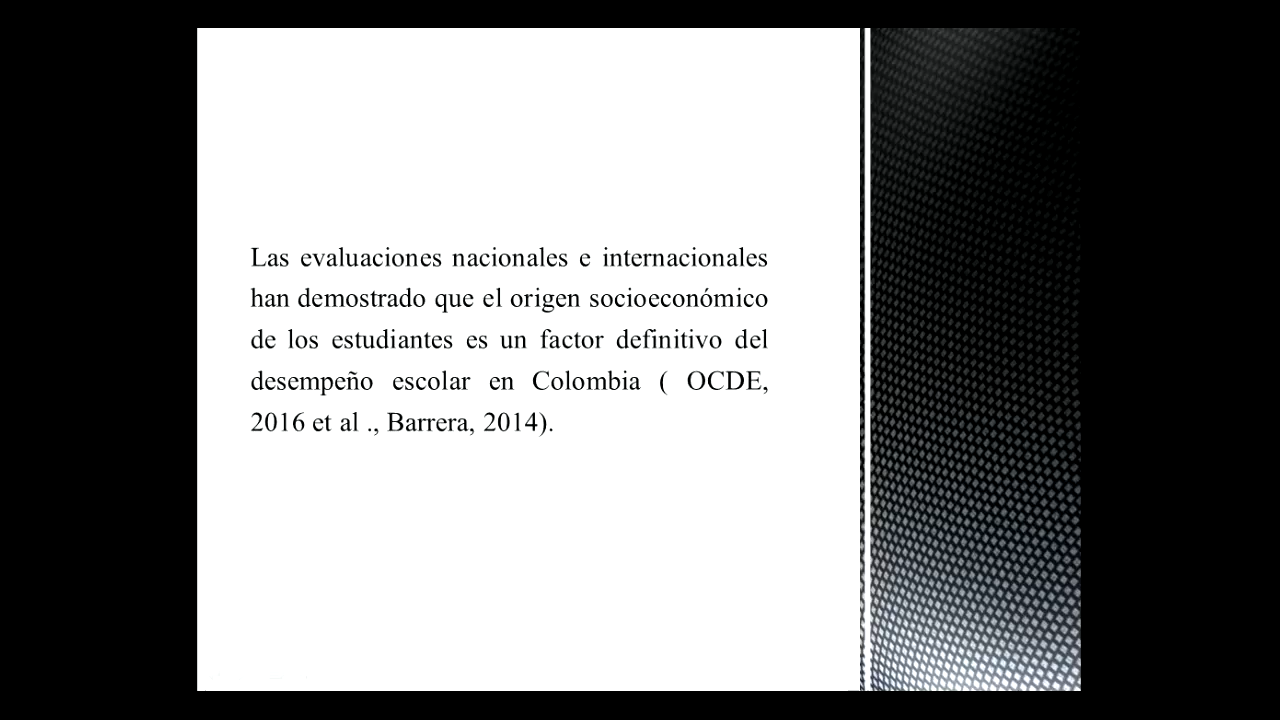 Las evaluaciones nacionales e internacionales
han demostrado que el origen socioeconómico
de los estudiantes es un factor definitivo del
desempeño escolar en Colombia ( OCDE,
2016 et al ., Barrera, 2014).